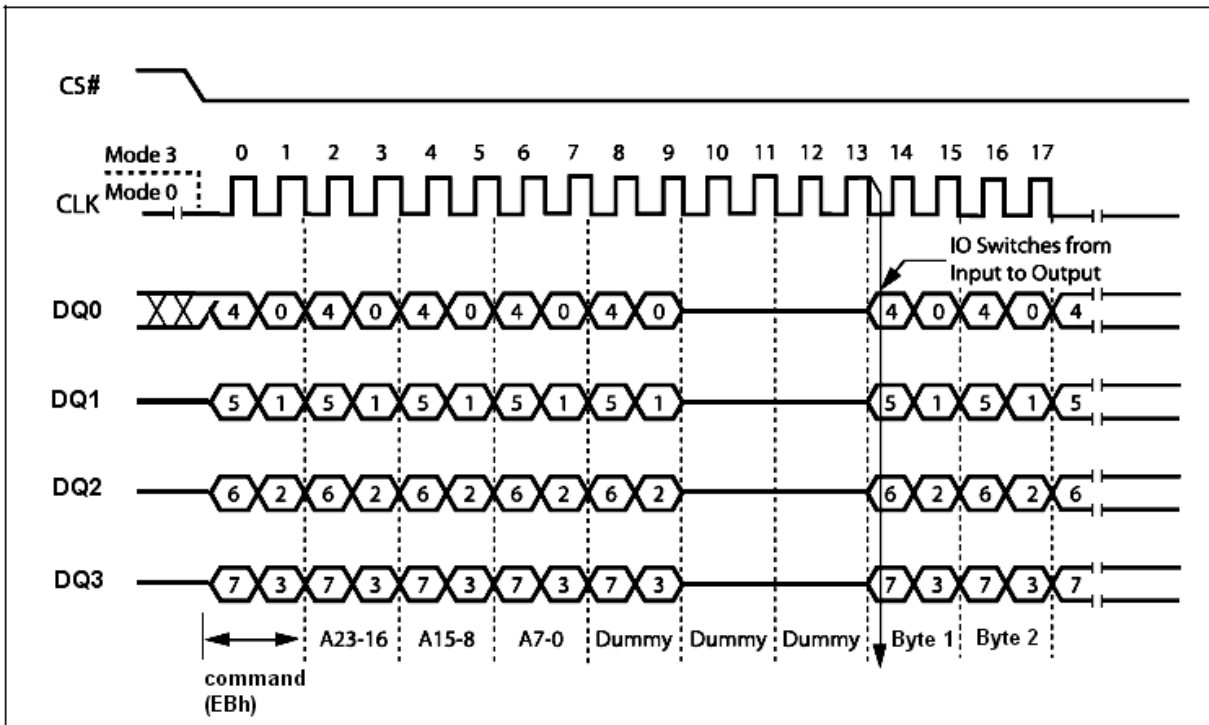 CS#
Mode 3
0 1 2 3 4 5 6 7 8 9 10 11 12 13 14 15 16 17
Mode 0
CLK
IO Switches from
Input to Output
DQ0 4 0 4 0 4 0 4 0 4 0 4 0 4 0 4
DQ1 5 1 5 1 5 1 5 1 5 1 5 1 5 1 5
DQ2 6 2 6 2 6 2 6 2 6 2 6 2 6 2 6
DQ3 7 3 7 3 7 3 7 3 7 3 7 3 7 3 7
A23-16 A15-8 A7-0 Dummy Dummy Dummy Byte 1 Byte 2
command
(EBh)